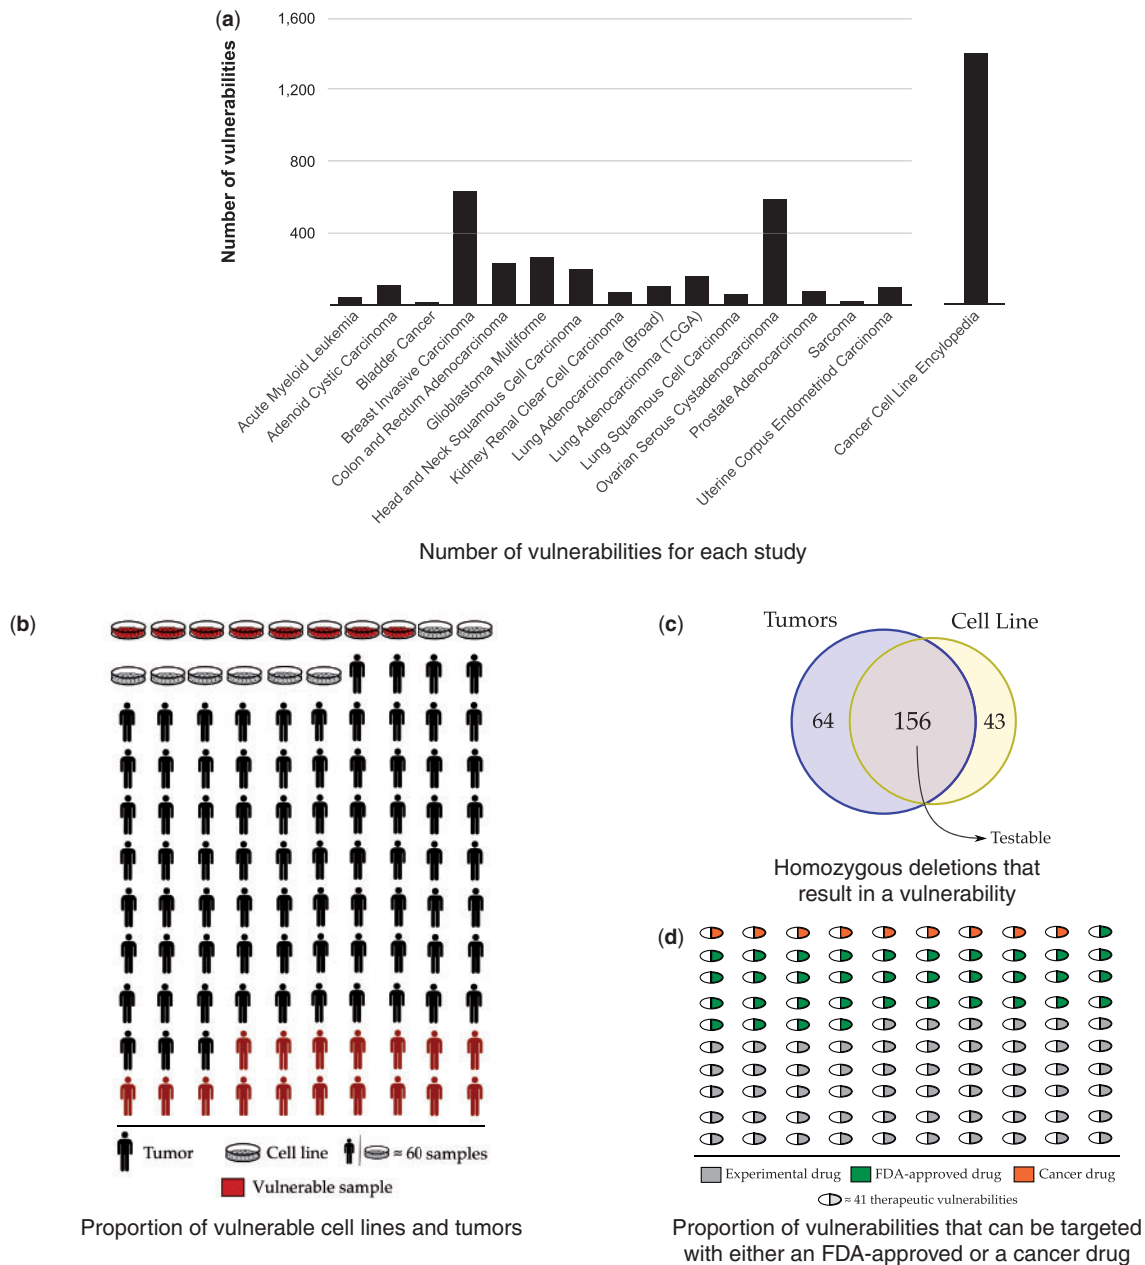 (a)
Number of vulnerabilities
1,600
1,200
800
400
Acute Myeloid Leukemia
Adenoid Cystic Carcinoma
Bladder Cancer
Breast Invasive Carcinoma
Colon and Rectum Adenocarcinoma
Glioblastoma Multiforme
Head and Neck Squamous Cell Carcinoma
Kidney Renal Clear Cell Carcinoma
Lung Adenocarcinoma (Broad)
Lung Adenocarcinoma (TCGA)
Lung Squamous Cell Carcinoma
Ovarian Serous Cystadenocarcinoma
Prostate Adenocarcinoma
Sarcoma
Uterine Corpus Endometriod Carcinoma
Cancer Cell Line Encylopedia
Number of vulnerabilities for each study
(b)
Tumor
Cell line
≈ 60 samples
Vulnerable sample
Proportion of vulnerable cell lines and tumors
(c)
Tumors
Cell Line
64
156
43
Testable
Homozygous deletions that
result in a vulnerability
(d)
Experimental drug
FDA-approved drug
Cancer drug
≈ 41 therapeutic vulnerabilities
Proportion of vulnerabilities that can be targeted
with either an FDA-approved or a cancer drug